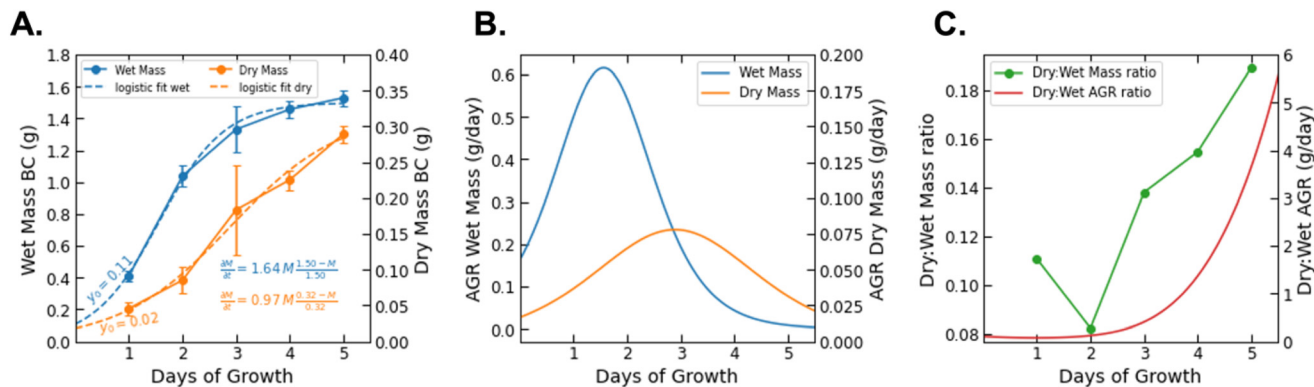 A.
Wet Mass BC (g)
1.8
1.6
1.4
1.2
1.0
0.8
0.6
0.4
0.2
0.0
Wet Mass
logistic fit wet
Dry Mass
logistic fit dry
y₀ = 0.11
y₀ = 0.02
∂M/∂t = 1.64 M (1.50 − M)/1.50
∂M/∂t = 0.97 M (0.32 − M)/0.32
0.40
0.35
0.30
0.25
0.20
0.15
0.10
0.05
0.00
Dry Mass BC (g)
1 2 3 4 5
Days of Growth
B.
AGR Wet Mass (g/day)
0.6
0.5
0.4
0.3
0.2
0.1
0.0
Wet Mass
Dry Mass
0.200
0.175
0.150
0.125
0.100
0.075
0.050
0.025
0.000
AGR Dry Mass (g/day)
1 2 3 4 5
Days of Growth
C.
Dry:Wet Mass ratio
0.18
0.16
0.14
0.12
0.10
0.08
Dry:Wet Mass ratio
Dry:Wet AGR ratio
6
5
4
3
2
1
0
Dry:Wet AGR (g/day)
1 2 3 4 5
Days of Growth